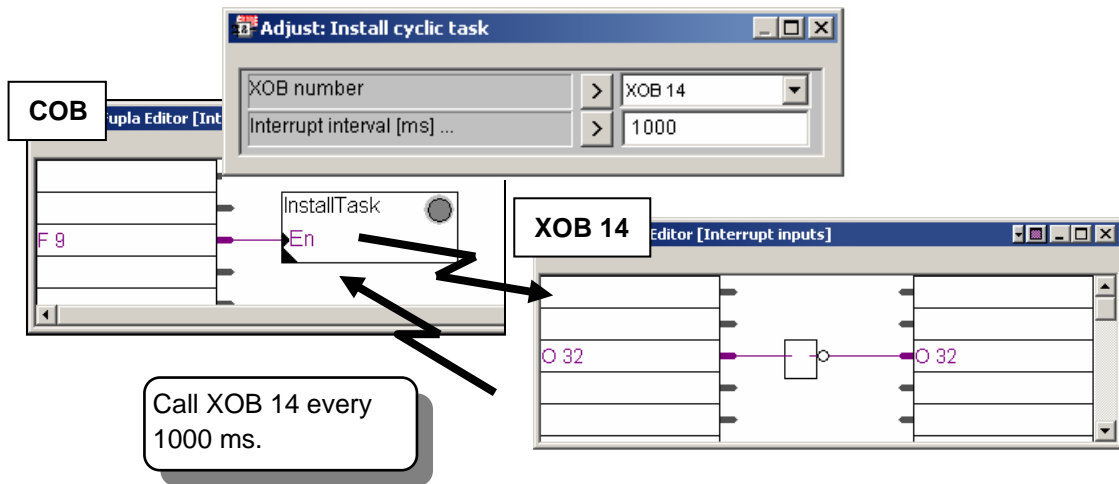 Adjust: Install cyclic task
XOB number
>
XOB 14
Interrupt interval [ms] ...
>
1000
COB
upla Editor [Int
InstallTask
F 9
En
XOB 14
Editor [Interrupt inputs]
O 32
O 32
Call XOB 14 every
1000 ms.